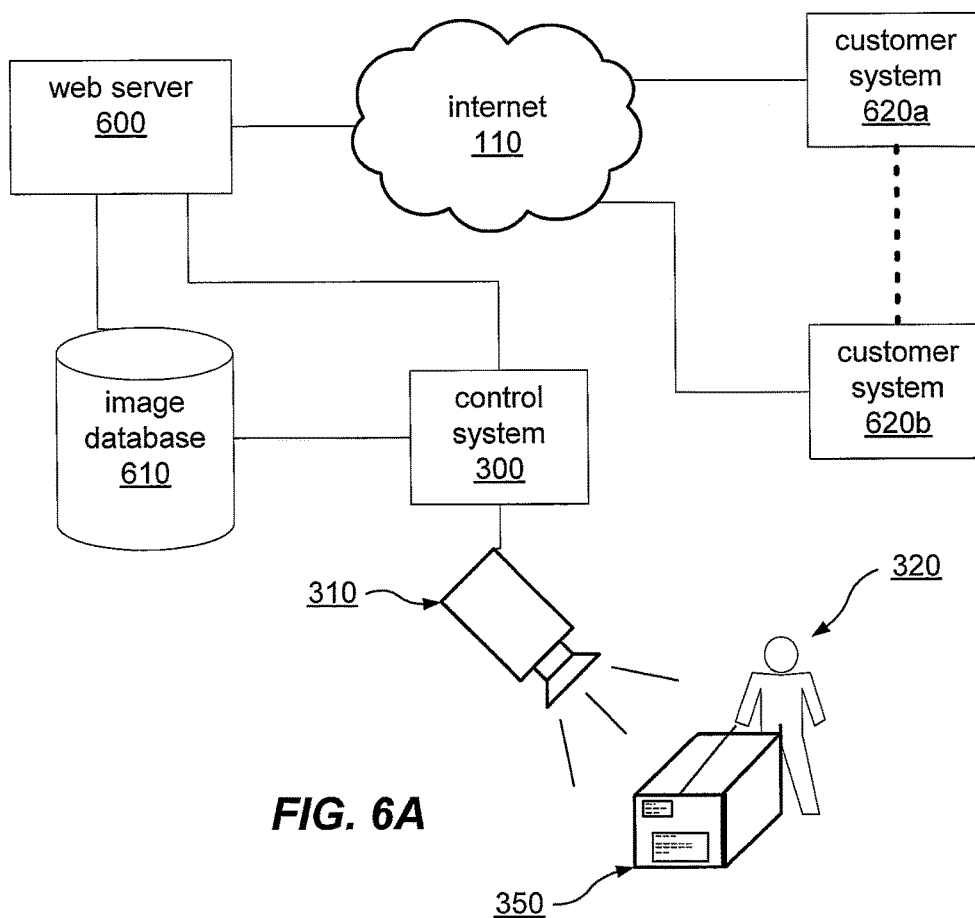 web server
600
internet
110
customer
system
620a
customer
system
620b
image
database
610
control
system
300
310
320
FIG. 6A
350